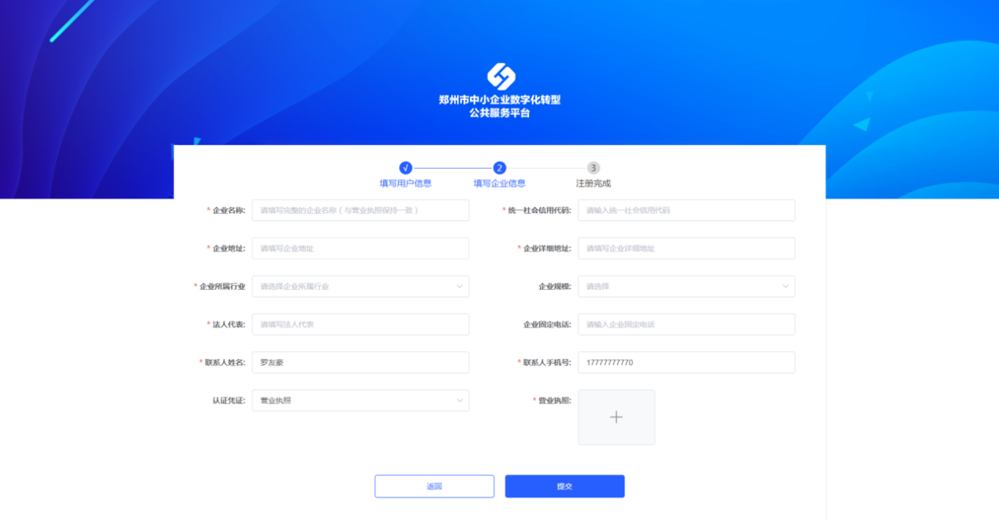 郑州市中小企业数字化转型
公共服务平台
√ 2 3
填写用户信息 填写企业信息 注册完成
* 企业名称: 请填写完整的企业名称（与营业执照保持一致） * 统一社会信用代码: 请输入统一社会信用代码
* 企业地址: 请填写企业地址 * 企业详细地址: 请填写企业详细地址
* 企业所属行业 请选择企业所属行业 企业规模: 请选择
* 法人代表: 请填写法人代表 企业固定电话: 请输入企业固定电话
* 联系人姓名: 罗友豪 * 联系人手机号: 17777777770
认证凭证: 营业执照 * 营业执照:
返回 提交